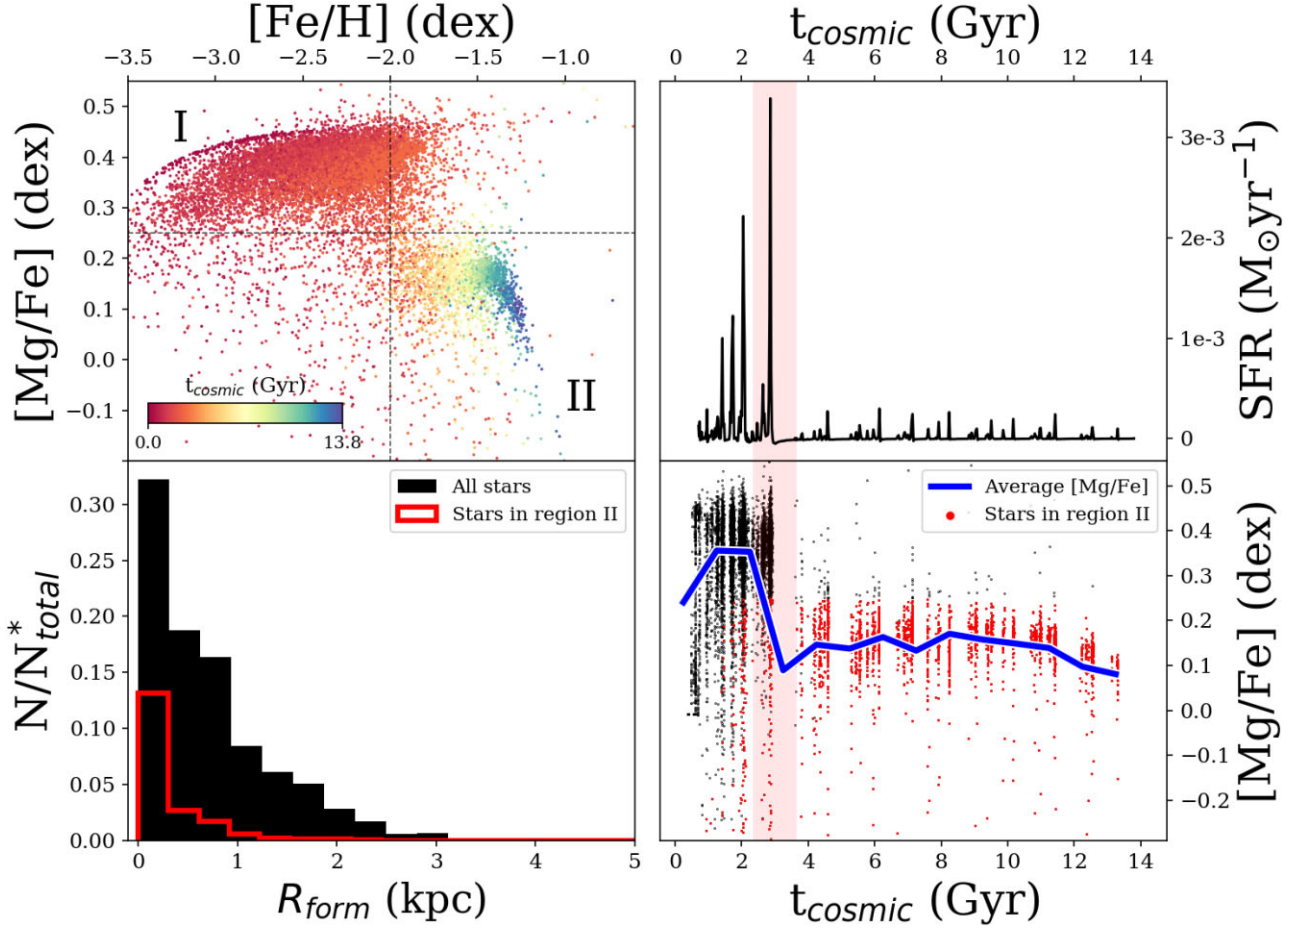 [Fe/H] (dex)
−3.5 −3.0 −2.5 −2.0 −1.5 −1.0
t_cosmic (Gyr)
0 2 4 6 8 10 12 14
[Mg/Fe] (dex)
0.5
0.4
0.3
0.2
0.1
0.0
−0.1
I
II
t_cosmic (Gyr)
0.0 13.8
3e-3
2e-3
1e-3
0
SFR (M⊙yr⁻¹)
N/N*total
0.30
0.25
0.20
0.15
0.10
0.05
0.00
All stars
Stars in region II
0 1 2 3 4 5
R_form (kpc)
Average [Mg/Fe]
Stars in region II
0.5
0.4
0.3
0.2
0.1
0.0
−0.1
−0.2
[Mg/Fe] (dex)
0 2 4 6 8 10 12 14
t_cosmic (Gyr)